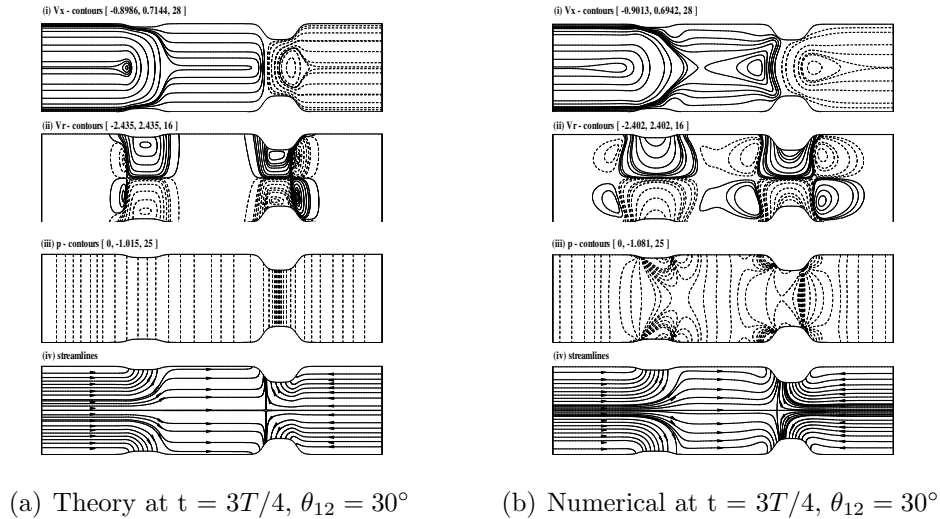 (i) Vx - contours [ -0.8986, 0.7144, 28 ]
(ii) Vr - contours [ -2.435, 2.435, 16 ]
(iii) p - contours [ 0, -1.015, 25 ]
(iv) streamlines
(a) Theory at t = 3T/4, θ₁₂ = 30°
(i) Vx - contours [ -0.9013, 0.6942, 28 ]
(ii) Vr - contours [ -2.402, 2.402, 16 ]
(iii) p - contours [ 0, -1.081, 25 ]
(iv) streamlines
(b) Numerical at t = 3T/4, θ₁₂ = 30°